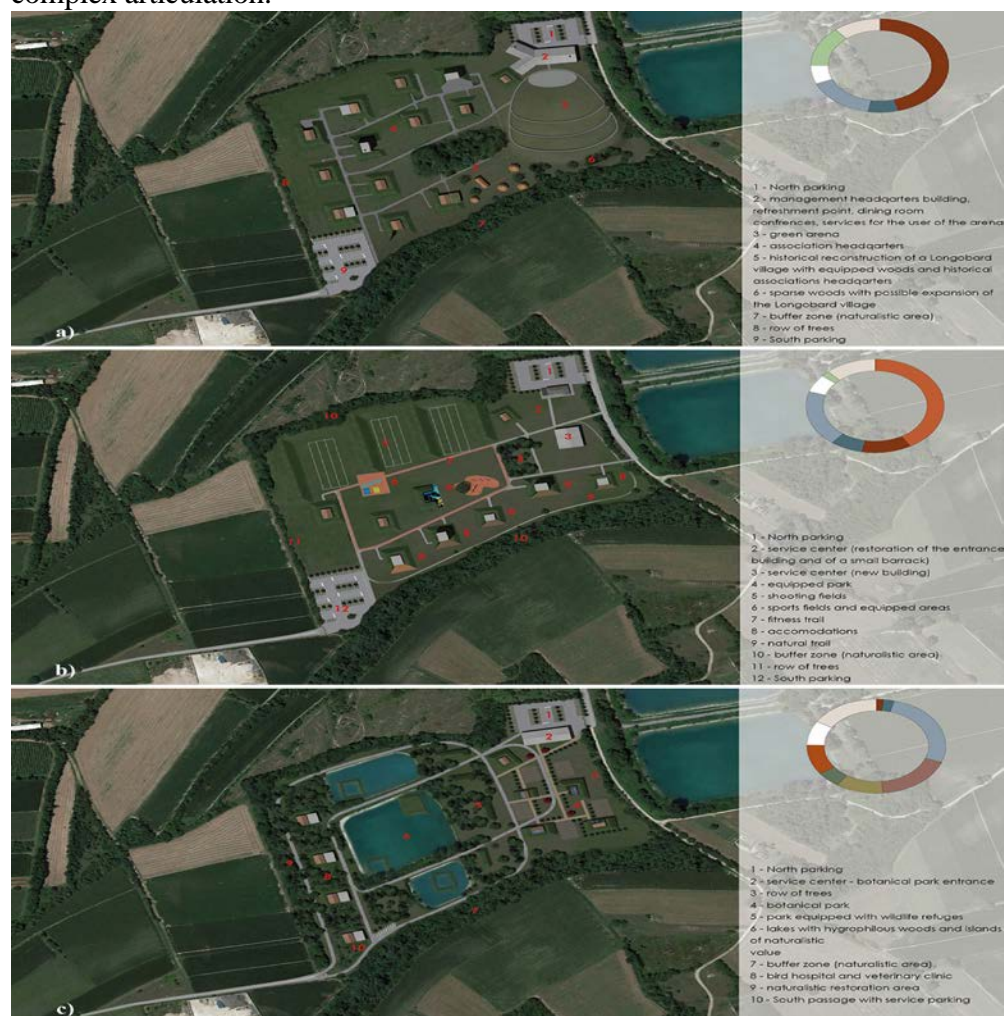 complex articulation.
1 - North parking
2 - management headqarters building,
refreshment point, dining room
confrences, services for the user of the arena
3 - green arena
4 - association headqarters
5 - historical reconstruction of a Longobard
village with equipped woods and historical
associations headqarters
6 - sparse woods with possible expansion of
the Longobard village
7 - buffer zone (naturalistic area)
8 - row of trees
9 - South parking
a)
1 - North parking
2 - service center (restoration of the entrance
building and of a small barrack)
3 - service center (new building)
4 - equipped park
5 - shooting fields
6 - sports fields and equipped areas
7 - fitness trail
8 - accomodations
9 - natural trail
10 - buffer zone (naturalistic area)
11 - row of trees
12 - South parking
b)
1 - North parking
2 - service center - botanical park entrance
3 - row of trees
4 - botanical park
5 - park equipped with wildlife refuges
6 - lakes with hygrophilous woods and islands
of naturalistic
value
7 - buffer zone (naturalistic area)
8 - bird hospital and veterinary clinic
9 - naturalistic restoration area
10 - South passage with service parking
c)